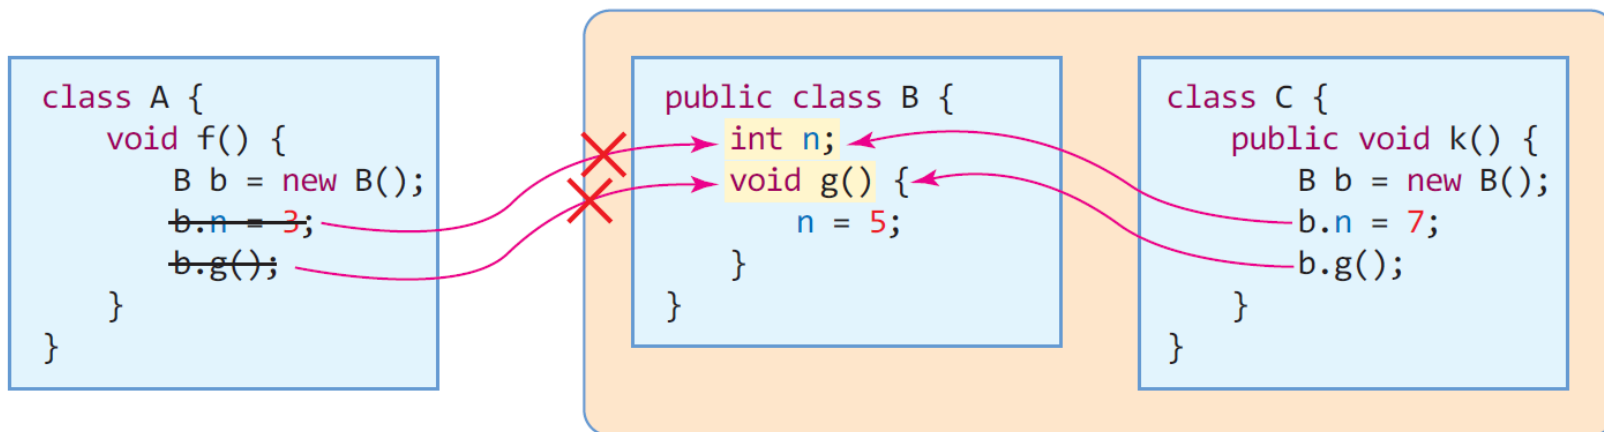 class A {
void f() {
B b = new B();
b.n = 3;
b.g();
}
}
public class B {
int n;
void g() {
n = 5;
}
}
class C {
public void k() {
B b = new B();
b.n = 7;
b.g();
}
}